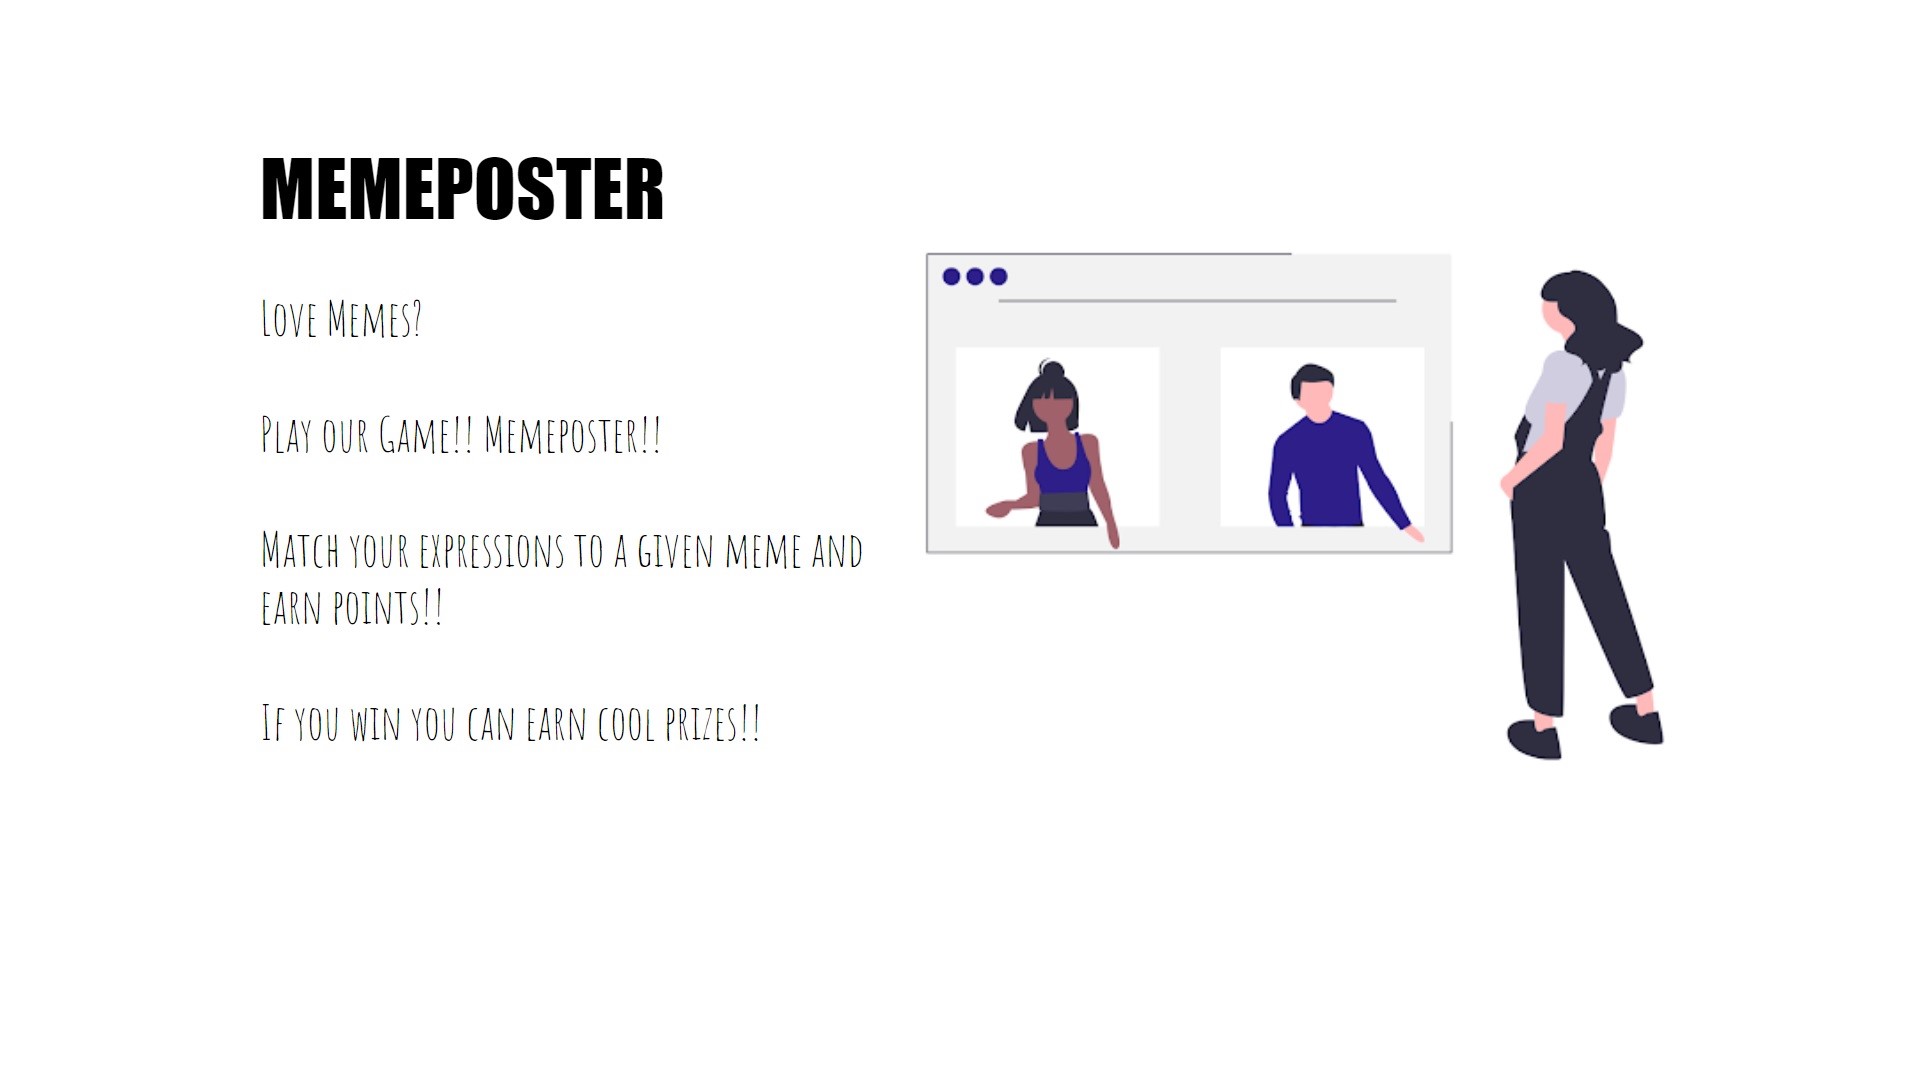 MEMEPOSTER
Love Memes?
Play our Game!! Memeposter!!
Match your expressions to a given meme and
earn points!!
If you win you can earn cool prizes!!